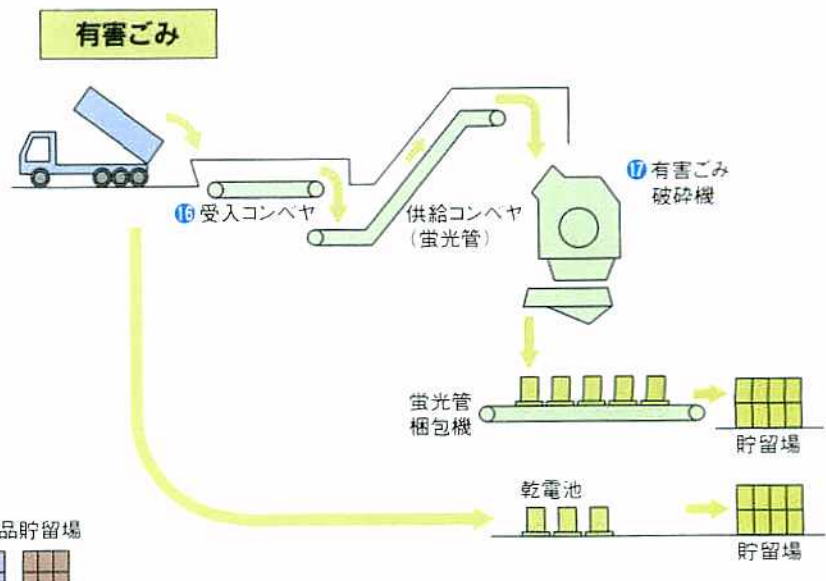 有害ごみ
⑯受入コンベヤ
供給コンベヤ
（蛍光管）
⑰有害ごみ
破砕機
蛍光管
梱包機
貯留場
乾電池
貯留場
品貯留場